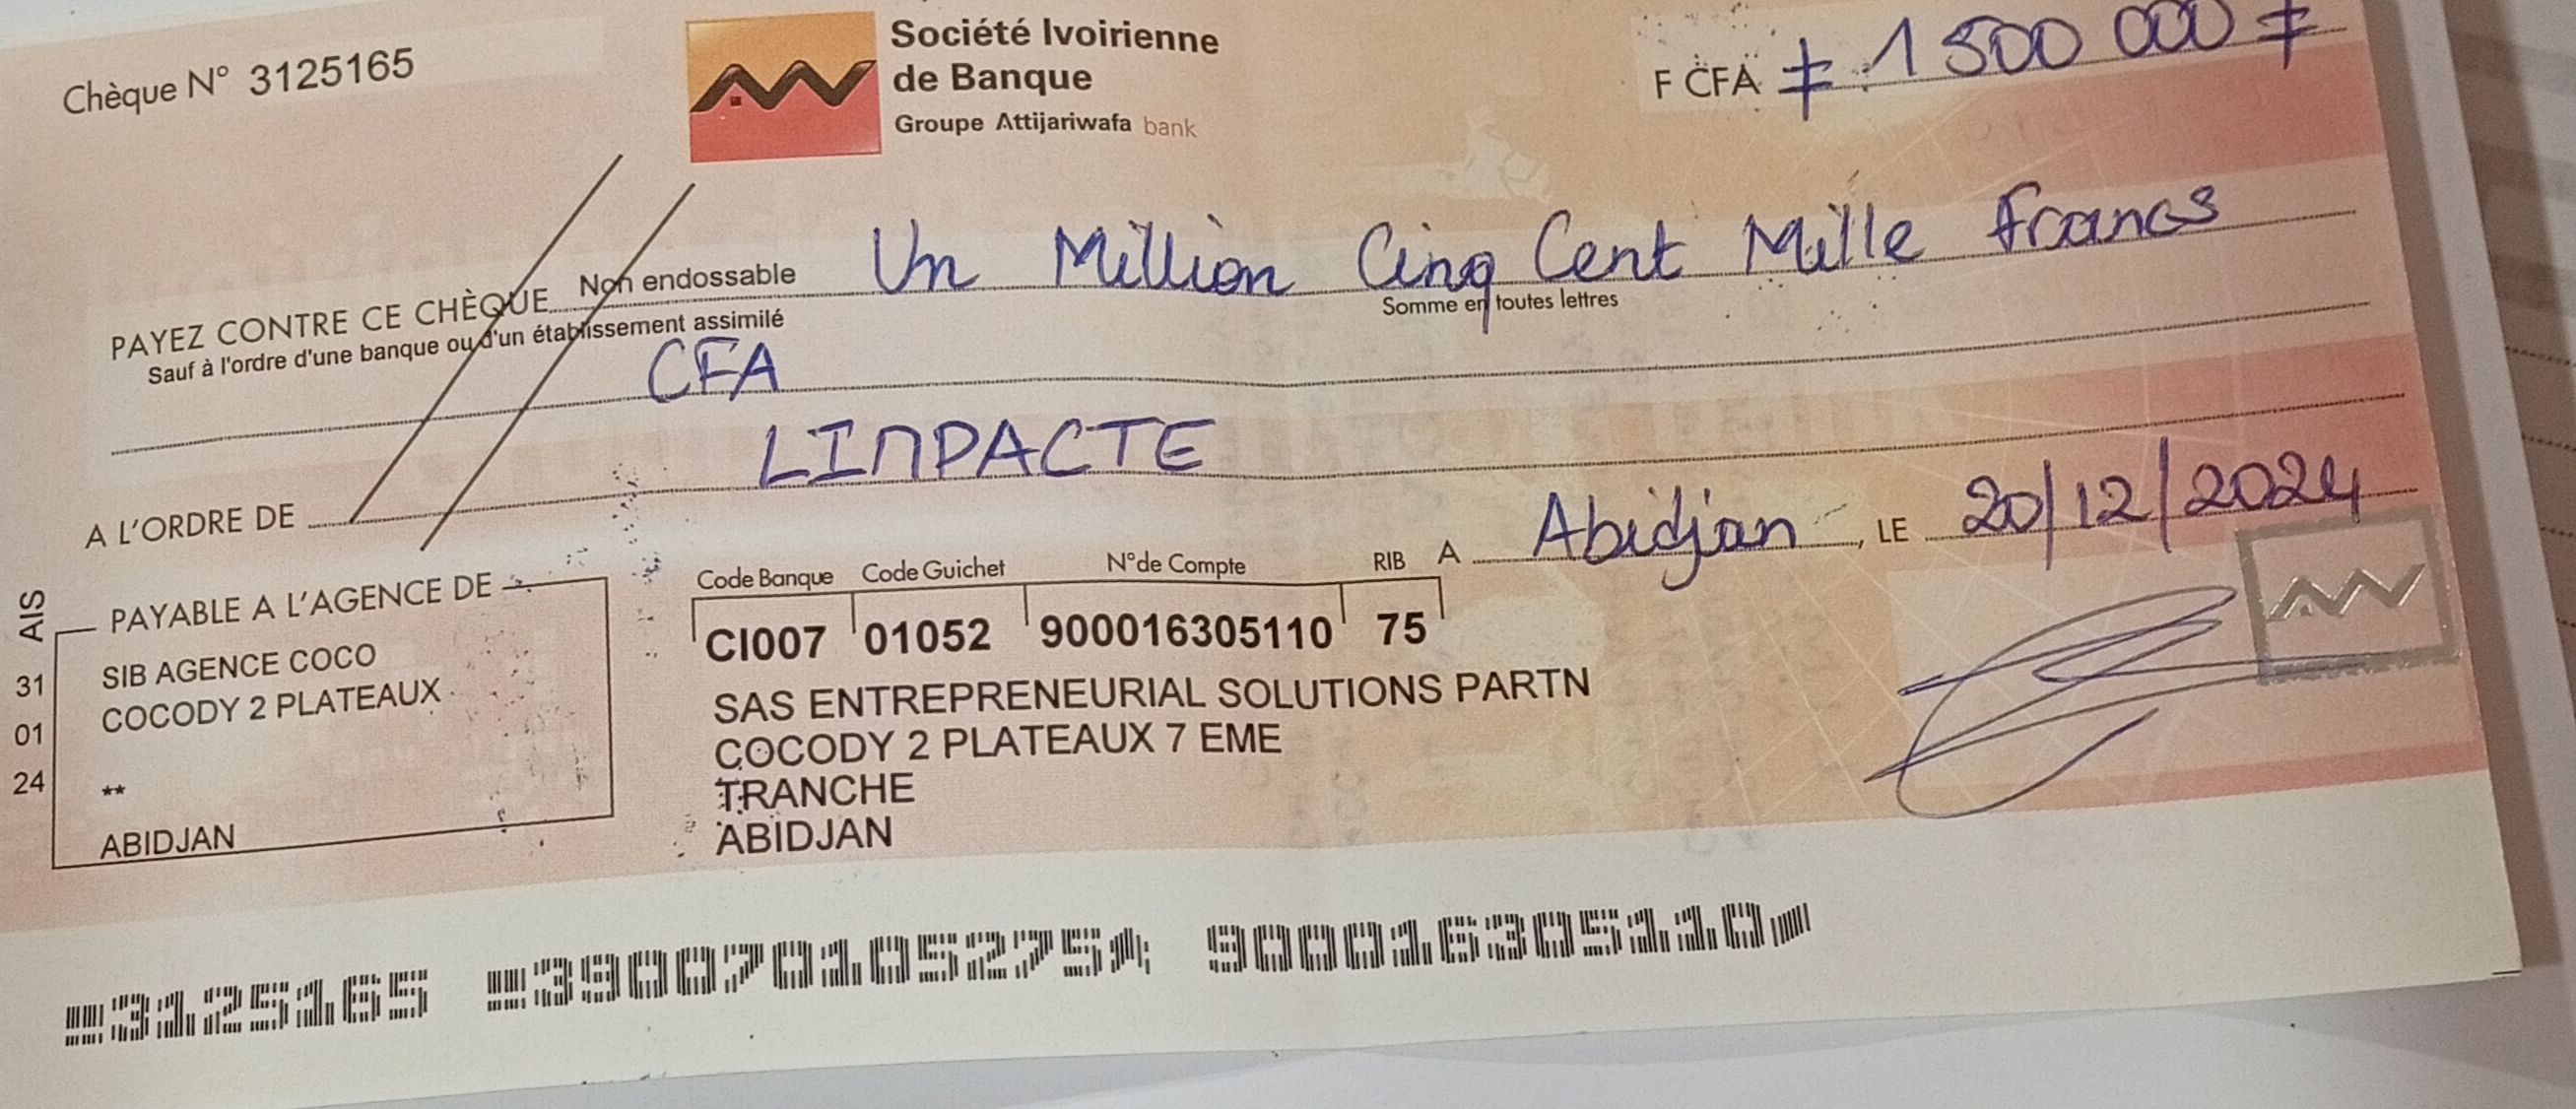 Chèque N° 3125165
Société Ivoirienne
de Banque
Groupe Attijariwafa bank
F CFA ≠ 1 500 000 ≠
PAYEZ CONTRE CE CHÈQUE Non endossable Un Million Cinq Cent Mille francs
Sauf à l'ordre d'une banque ou d'un établissement assimilé
Somme en toutes lettres
CFA
A L'ORDRE DE LIMPACTE
A Abidjan, LE 20/12/2024
PAYABLE A L'AGENCE DE
SIB AGENCE COCO
COCODY 2 PLATEAUX
**
ABIDJAN
AIS
31
01
24
Code Banque Code Guichet N°de Compte RIB
CI007 01052 900016305110 75
SAS ENTREPRENEURIAL SOLUTIONS PARTN
COCODY 2 PLATEAUX 7 EME
TRANCHE
ABIDJAN
3125165 390070105275 900016305110